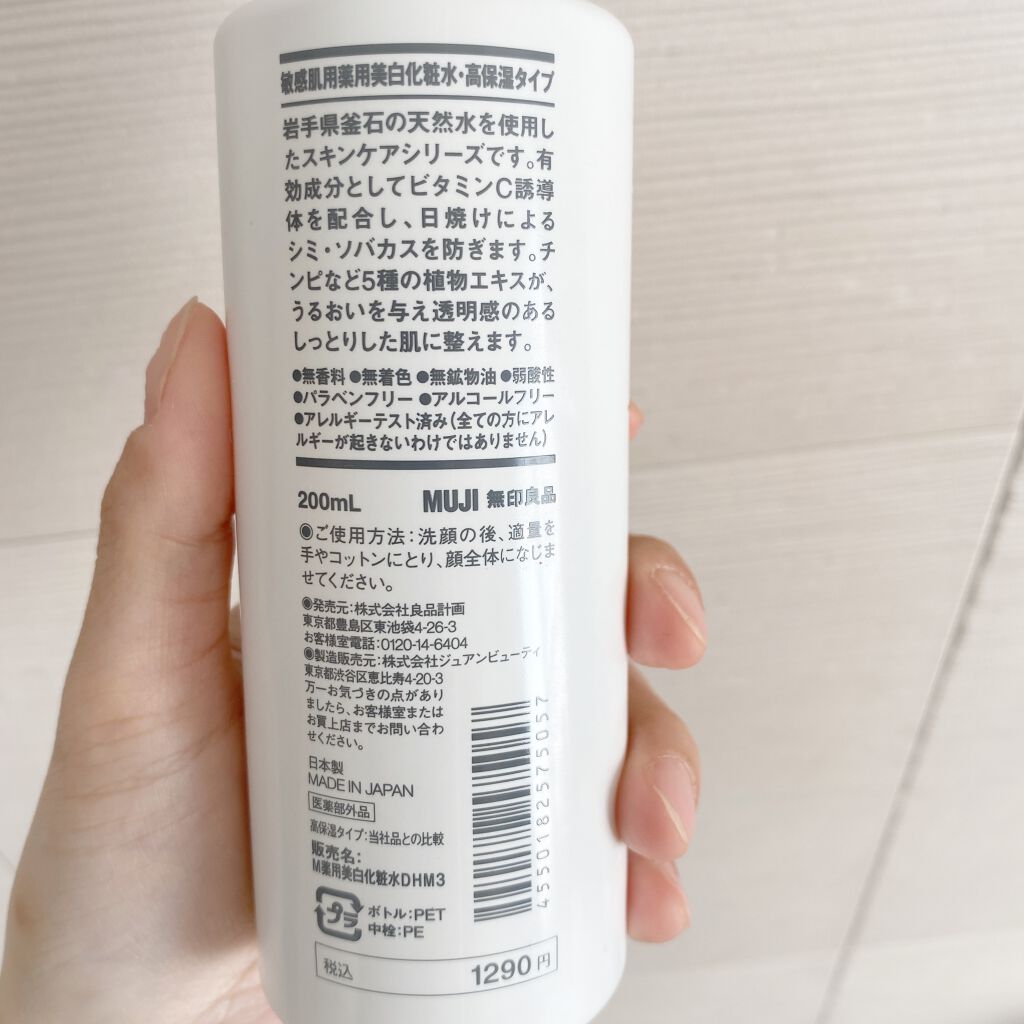 敏感肌用薬用美白化粧水・高保湿タイプ
岩手県釜石の天然水を使用し
たスキンケアシリーズです。有
効成分としてビタミンC誘導
体を配合し、日焼けによる
シミ・ソバカスを防ぎます。チ
ンピなど5種の植物エキスが、
うるおいを与え透明感のある
しっとりした肌に整えます。
●無香料 ●無着色 ●無鉱物油 ●弱酸性
●パラベンフリー ●アルコールフリー
●アレルギーテスト済み(全ての方にアレ
ルギーが起きないわけではありません)
200mL MUJI 無印良品
◉ご使用方法:洗顔の後、適量を
手やコットンにとり、顔全体になじま
せてください。
◉発売元:株式会社良品計画
東京都豊島区東池袋4-26-3
お客様室電話:0120-14-6404
◉製造販売元:株式会社ジュアンビューティ
東京都渋谷区恵比寿4-20-3
万一お気づきの点があり
ましたら、お客様室または
お買上店までお問い合わ
せください。
日本製
MADE IN JAPAN
医薬部外品
高保湿タイプ:当社品との比較
販売名:
M薬用美白化粧水DHM3
プラ
ボトル:PET
中栓:PE
4550182575057
税込 1290円